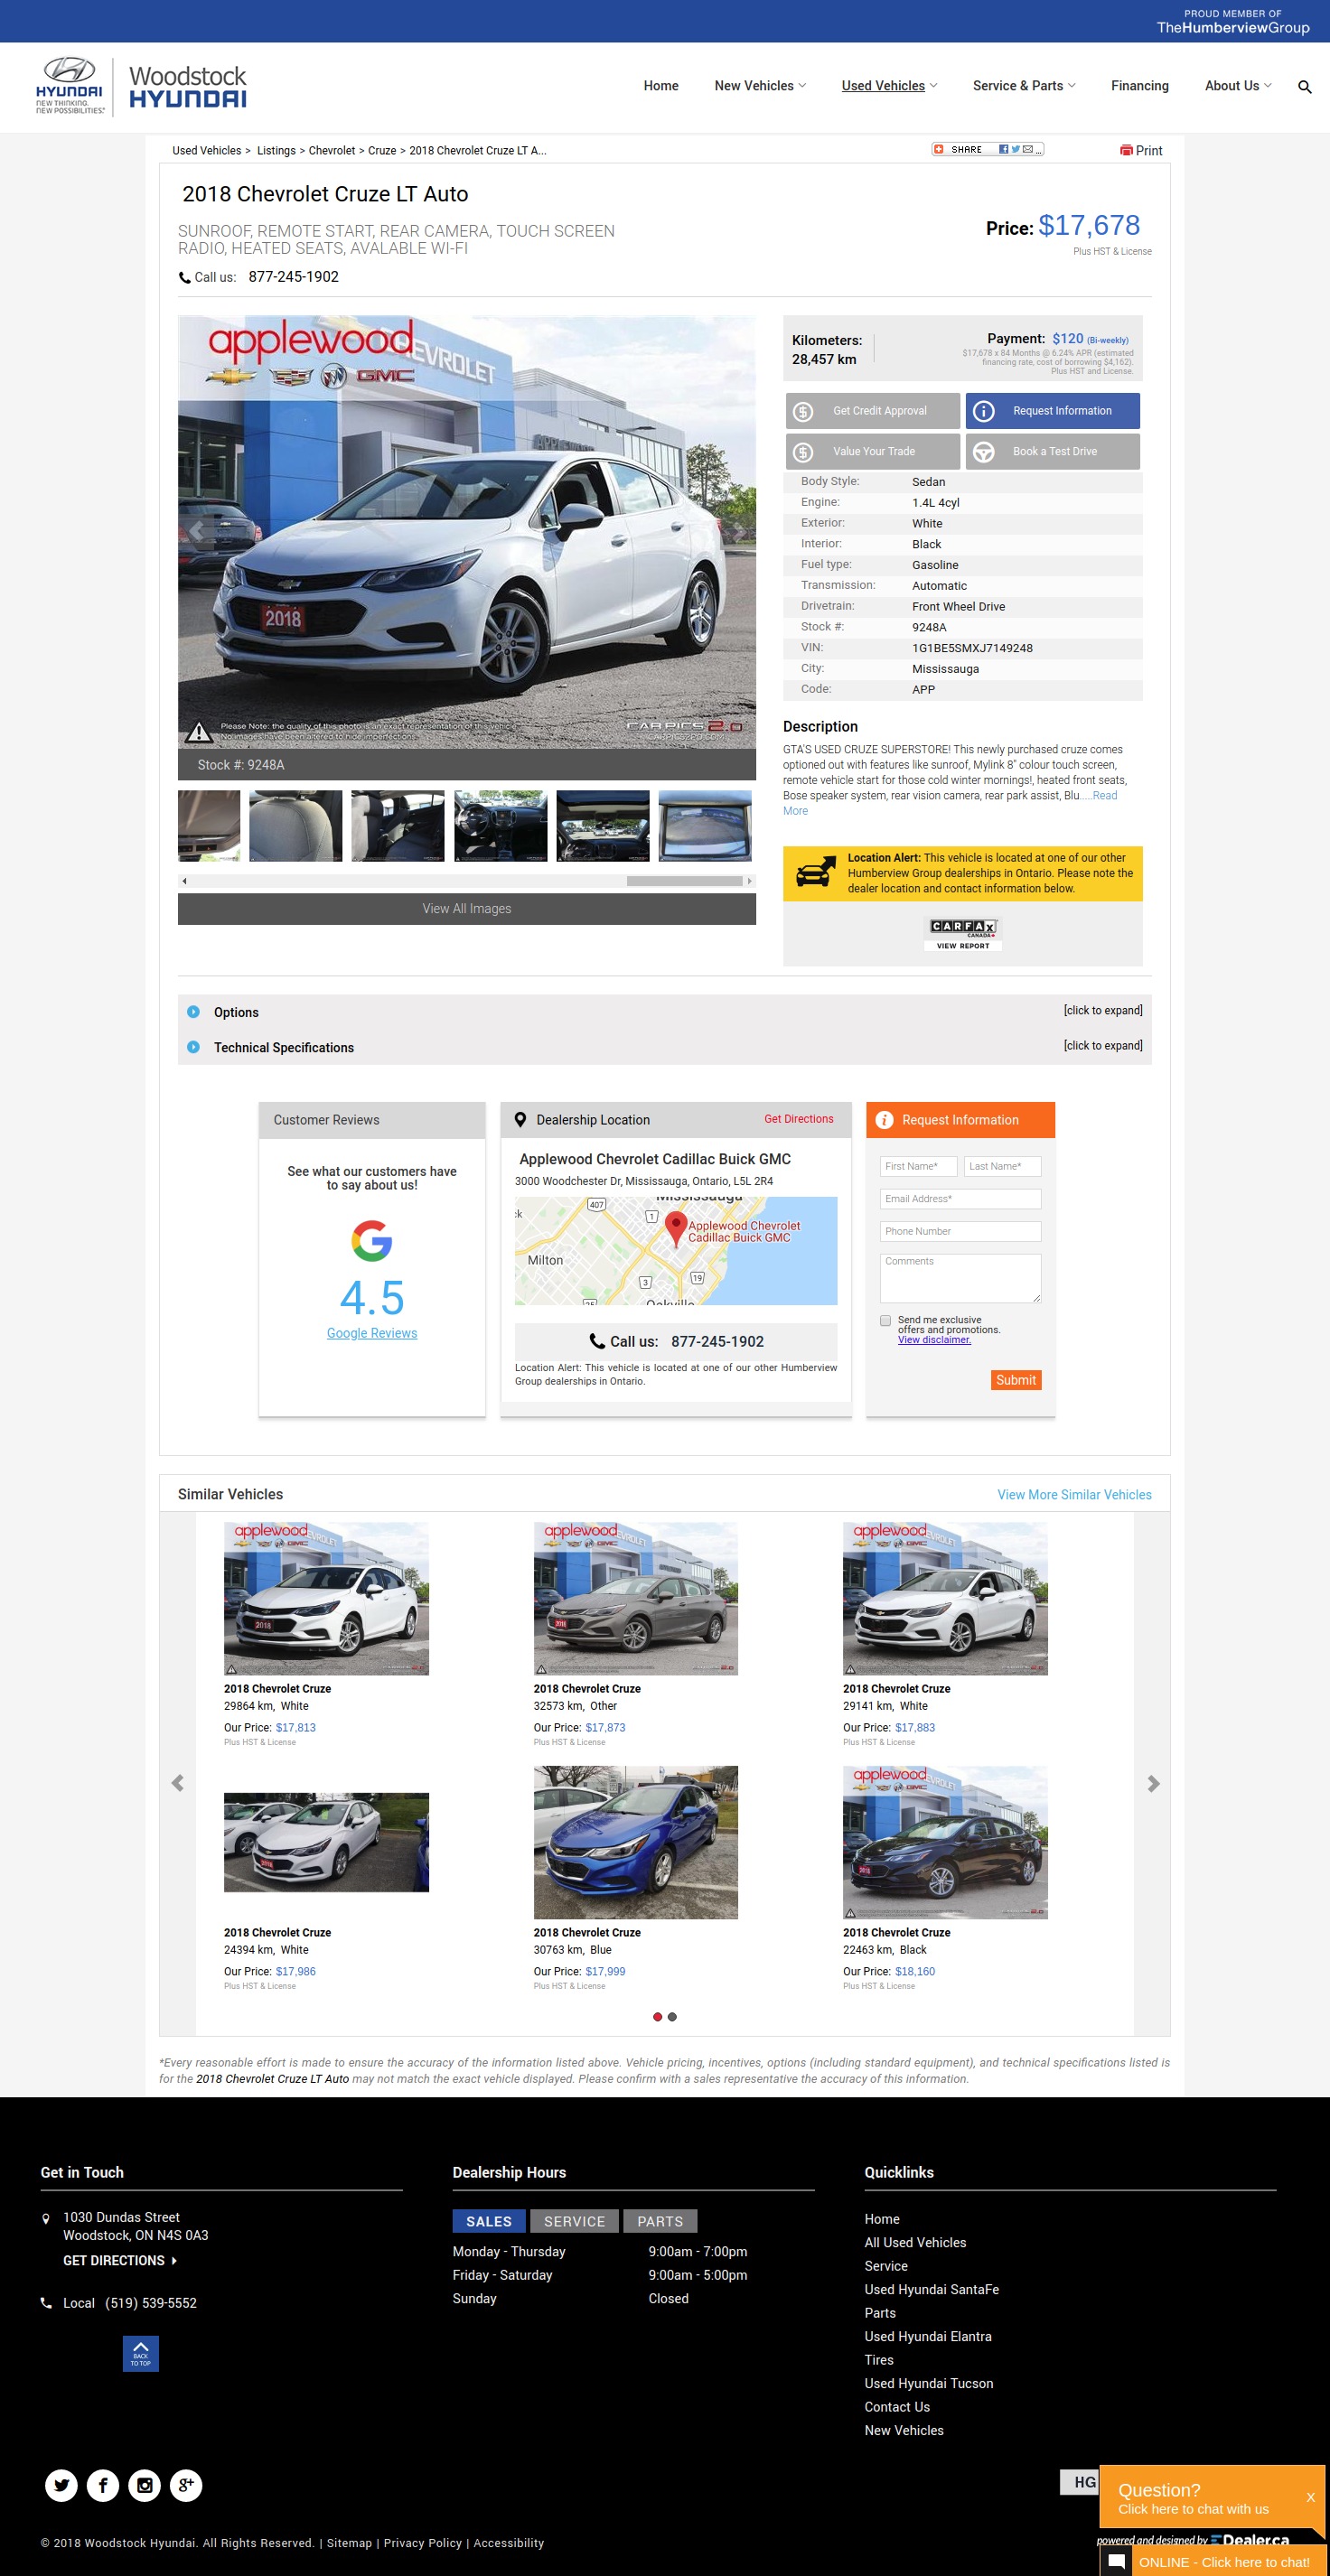 PROUD MEMBER OF
TheHumberviewGroup
HYUNDAI
NEW THINKING.
NEW POSSIBILITIES.
Woodstock
HYUNDAI
Home New Vehicles Used Vehicles Service & Parts Financing About Us
Used Vehicles > Listings > Chevrolet > Cruze > 2018 Chevrolet Cruze LT A...
SHARE ...
Print
2018 Chevrolet Cruze LT Auto
SUNROOF, REMOTE START, REAR CAMERA, TOUCH SCREEN
RADIO, HEATED SEATS, AVALABLE WI-FI
Price: $17,678
Plus HST & License
Call us: 877-245-1902
applewood
CHEVROLET
GMC
APPLEWOOD
2018
Please Note: the quality of this photo is an exact representation of this vehicle.
No images have been altered to hide imperfections.
CARPICS2.0
CARPICS2P0.COM
Stock #: 9248A
View All Images
Kilometers:
28,457 km
Payment: $120 (Bi-weekly)
$17,678 x 84 Months @ 6.24% APR (estimated
financing rate, cost of borrowing $4,162).
Plus HST and License.
Get Credit Approval
Request Information
Value Your Trade
Book a Test Drive
Body Style: Sedan
Engine: 1.4L 4cyl
Exterior: White
Interior: Black
Fuel type: Gasoline
Transmission: Automatic
Drivetrain: Front Wheel Drive
Stock #: 9248A
VIN: 1G1BE5SMXJ7149248
City: Mississauga
Code: APP
Description
GTA'S USED CRUZE SUPERSTORE! This newly purchased cruze comes
optioned out with features like sunroof, Mylink 8" colour touch screen,
remote vehicle start for those cold winter mornings!, heated front seats,
Bose speaker system, rear vision camera, rear park assist, Blu.....Read
More
Location Alert: This vehicle is located at one of our other
Humberview Group dealerships in Ontario. Please note the
dealer location and contact information below.
CARFAX
CANADA
VIEW REPORT
Options [click to expand]
Technical Specifications [click to expand]
Customer Reviews
See what our customers have
to say about us!
4.5
Google Reviews
Dealership Location Get Directions
Applewood Chevrolet Cadillac Buick GMC
3000 Woodchester Dr, Mississauga, Ontario, L5L 2R4
Mississauga
407
1
Applewood Chevrolet
Cadillac Buick GMC
Milton
3
19
25
Oakville
Call us: 877-245-1902
Location Alert: This vehicle is located at one of our other Humberview
Group dealerships in Ontario.
Request Information
First Name* Last Name*
Email Address*
Phone Number
Comments
Send me exclusive
offers and promotions.
View disclaimer.
Submit
Similar Vehicles View More Similar Vehicles
applewood applewood applewood
2018 Chevrolet Cruze
29864 km, White
Our Price: $17,813
Plus HST & License
2018 Chevrolet Cruze
32573 km, Other
Our Price: $17,873
Plus HST & License
2018 Chevrolet Cruze
29141 km, White
Our Price: $17,883
Plus HST & License
applewood
2018 Chevrolet Cruze
24394 km, White
Our Price: $17,986
Plus HST & License
2018 Chevrolet Cruze
30763 km, Blue
Our Price: $17,999
Plus HST & License
2018 Chevrolet Cruze
22463 km, Black
Our Price: $18,160
Plus HST & License
*Every reasonable effort is made to ensure the accuracy of the information listed above. Vehicle pricing, incentives, options (including standard equipment), and technical specifications listed is
for the 2018 Chevrolet Cruze LT Auto may not match the exact vehicle displayed. Please confirm with a sales representative the accuracy of this information.
Get in Touch
1030 Dundas Street
Woodstock, ON N4S 0A3
GET DIRECTIONS
Local (519) 539-5552
BACK
TO TOP
Dealership Hours
SALES SERVICE PARTS
Monday - Thursday 9:00am - 7:00pm
Friday - Saturday 9:00am - 5:00pm
Sunday Closed
Quicklinks
Home
All Used Vehicles
Service
Used Hyundai SantaFe
Parts
Used Hyundai Elantra
Tires
Used Hyundai Tucson
Contact Us
New Vehicles
HG
Question?
Click here to chat with us
X
powered and designed by EDealer.ca
ONLINE - Click here to chat!
© 2018 Woodstock Hyundai. All Rights Reserved. | Sitemap | Privacy Policy | Accessibility